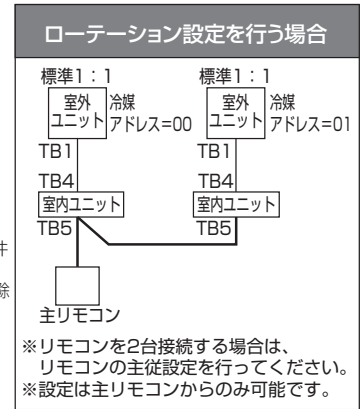 ローテーション設定を行う場合
標準1：1 標準1：1
室外 冷媒 室外 冷媒
ユニット アドレス=00 ユニット アドレス=01
TB1 TB1
TB4 TB4
室内ユニット 室内ユニット
TB5 TB5
主リモコン
※リモコンを2台接続する場合は、
リモコンの主従設定を行ってください。
※設定は主リモコンからのみ可能です。